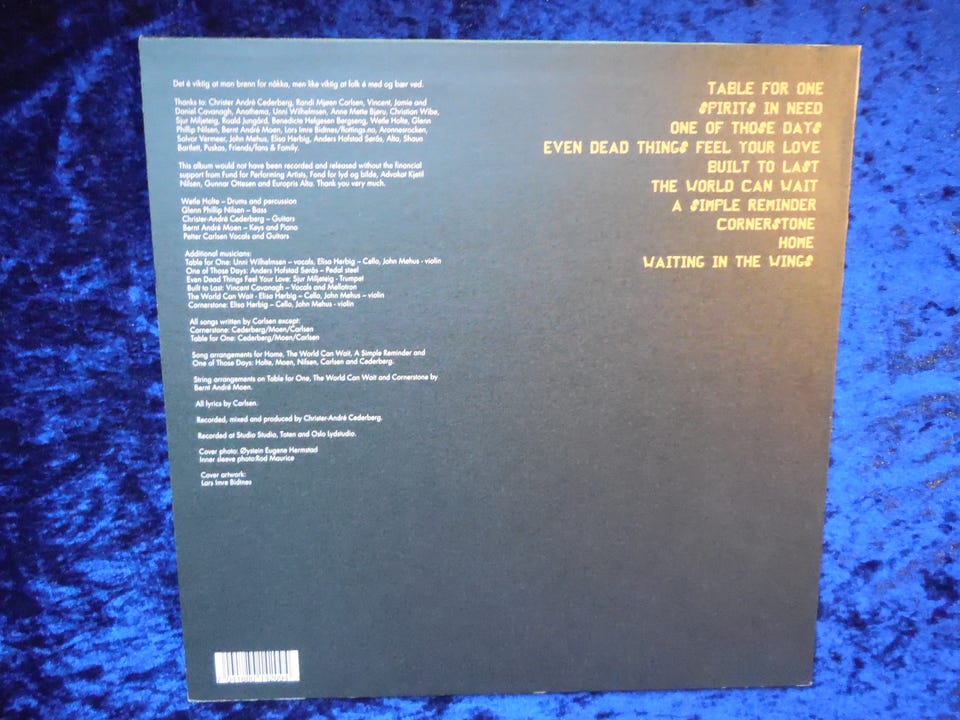 Det é viktig at man brenn for nåkka, men like viktig at folk é med og bær ved.
Thanks to: Christer André Cederberg, Randi Mjøen Carlsen, Vincent, Jamie and
Daniel Cavanagh, Anathema, Unni Wilhelmsen, Anne Mette Bjøru, Christian Wibe,
Sjur Miljeteig, Roald Jungård, Benedicte Helgesen Bergseng, Wetle Holte, Glenn
Phillip Nilsen, Bernt André Moen, Lars Imre Bidtnes/flottings.no, Aronnesrocken,
Solvor Vermeer, John Mehus, Elisa Herbig, Anders Hofstad Sørås, Alta, Shaun
Bartlett, Puskas, Friends/fans & Family.
This album would not have been recorded and released without the financial
support from Fund for Performing Artists, Fond for lyd og bilde, Advokat Kjetil
Nilsen, Gunnar Ottesen and Europris Alta. Thank you very much.
Wetle Holte – Drums and percussion
Glenn Phillip Nilsen – Bass
Christer-André Cederberg – Guitars
Bernt André Moen – Keys and Piano
Petter Carlsen Vocals and Guitars
Additional musicians:
Table for One: Unni Wilhelmsen – vocals, Elisa Herbig – Cello, John Mehus - violin
One of Those Days: Anders Hofstad Sørås – Pedal steel
Even Dead Things Feel Your Love: Sjur Miljeteig - Trumpet
Built to Last: Vincent Cavanagh – Vocals and Mellotron
The World Can Wait - Elisa Herbig – Cello, John Mehus – violin
Cornerstone: Elisa Herbig – Cello, John Mehus - violin
All songs written by Carlsen except:
Cornerstone: Cederberg/Moen/Carlsen
Table for One: Cederberg/Moen/Carlsen
Song arrangements for Home, The World Can Wait, A Simple Reminder and
One of Those Days: Holte, Moen, Nilsen, Carlsen and Cederberg.
String arrangements on Table for One, The World Can Wait and Cornerstone by
Bernt André Moen.
All lyrics by Carlsen.
Recorded, mixed and produced by Christer-André Cederberg.
Recorded at Studio Studio, Toten and Oslo Lydstudio.
Cover photo: Øystein Eugene Hermstad
Inner sleeve photo:Rod Maurice
Cover artwork:
Lars Imre Bidtnes
TABLE FOR ONE
SPIRITS IN NEED
ONE OF THOSE DAYS
EVEN DEAD THINGS FEEL YOUR LOVE
BUILT TO LAST
THE WORLD CAN WAIT
A SIMPLE REMINDER
CORNERSTONE
HOME
WAITING IN THE WINGS